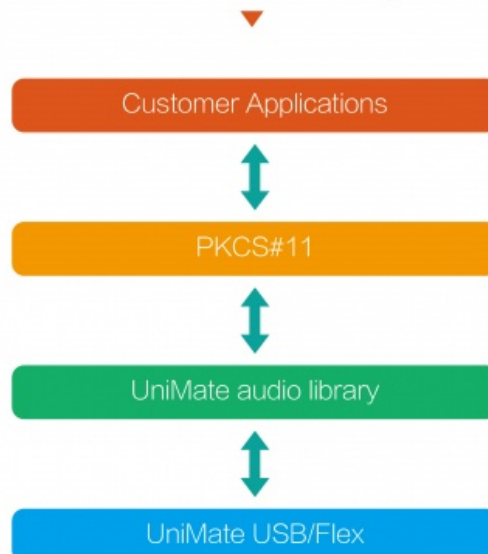 Customer Applications
PKCS#11
UniMate audio library
UniMate USB/Flex